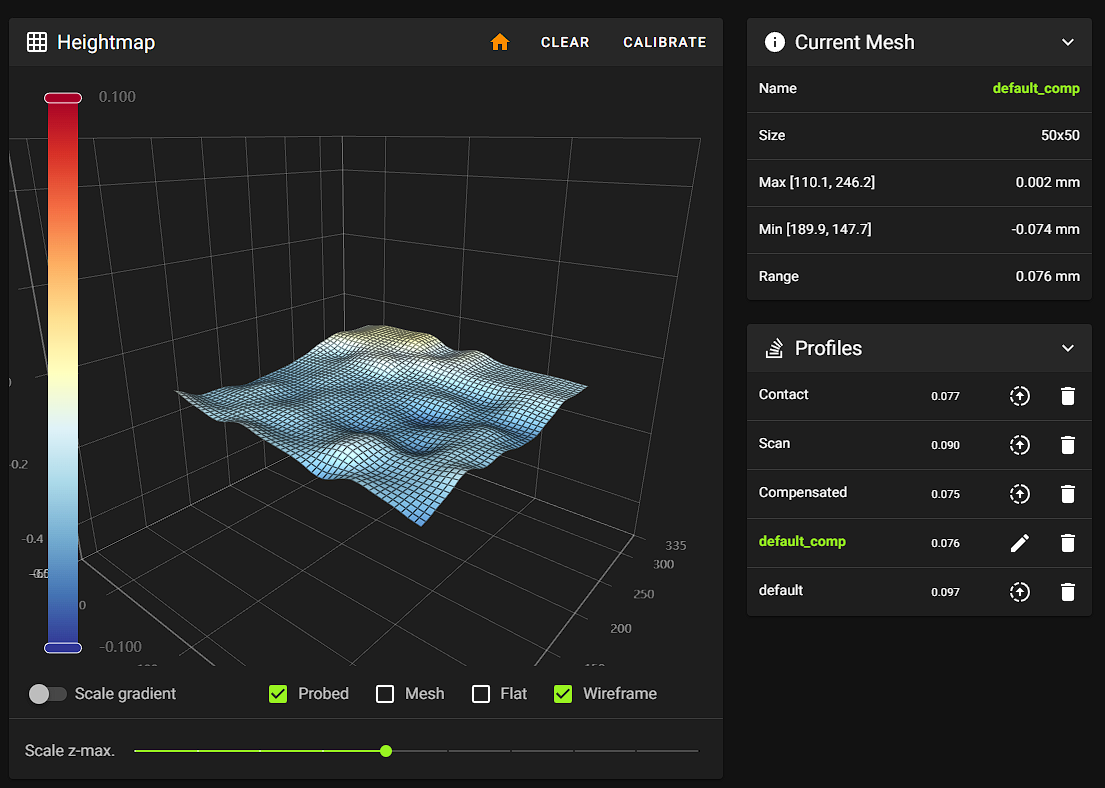 Heightmap
CLEAR
CALIBRATE
0.100
-0.2
-0.4
0
-0.100
335
300
250
200
Scale gradient
Probed
Mesh
Flat
Wireframe
Scale z-max.
Current Mesh
Name default_comp
Size 50x50
Max [110.1, 246.2] 0.002 mm
Min [189.9, 147.7] -0.074 mm
Range 0.076 mm
Profiles
Contact 0.077
Scan 0.090
Compensated 0.075
default_comp 0.076
default 0.097